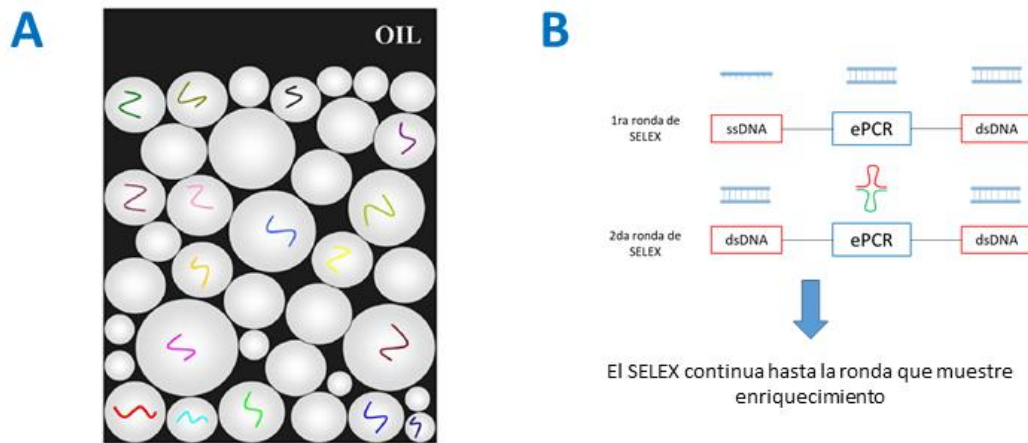 A
OIL
B
1ra ronda de
SELEX
ssDNA
ePCR
dsDNA
2da ronda de
SELEX
dsDNA
ePCR
dsDNA
El SELEX continua hasta la ronda que muestre
enriquecimiento